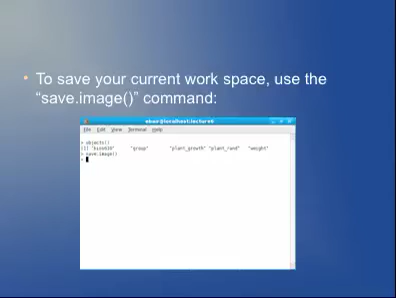 To save your current work space, use the
“save.image()” command:
File Edit View Terminal Help
> objects()
"group" "plant_growth" "plant_rand" "weight"
> save.image()
>